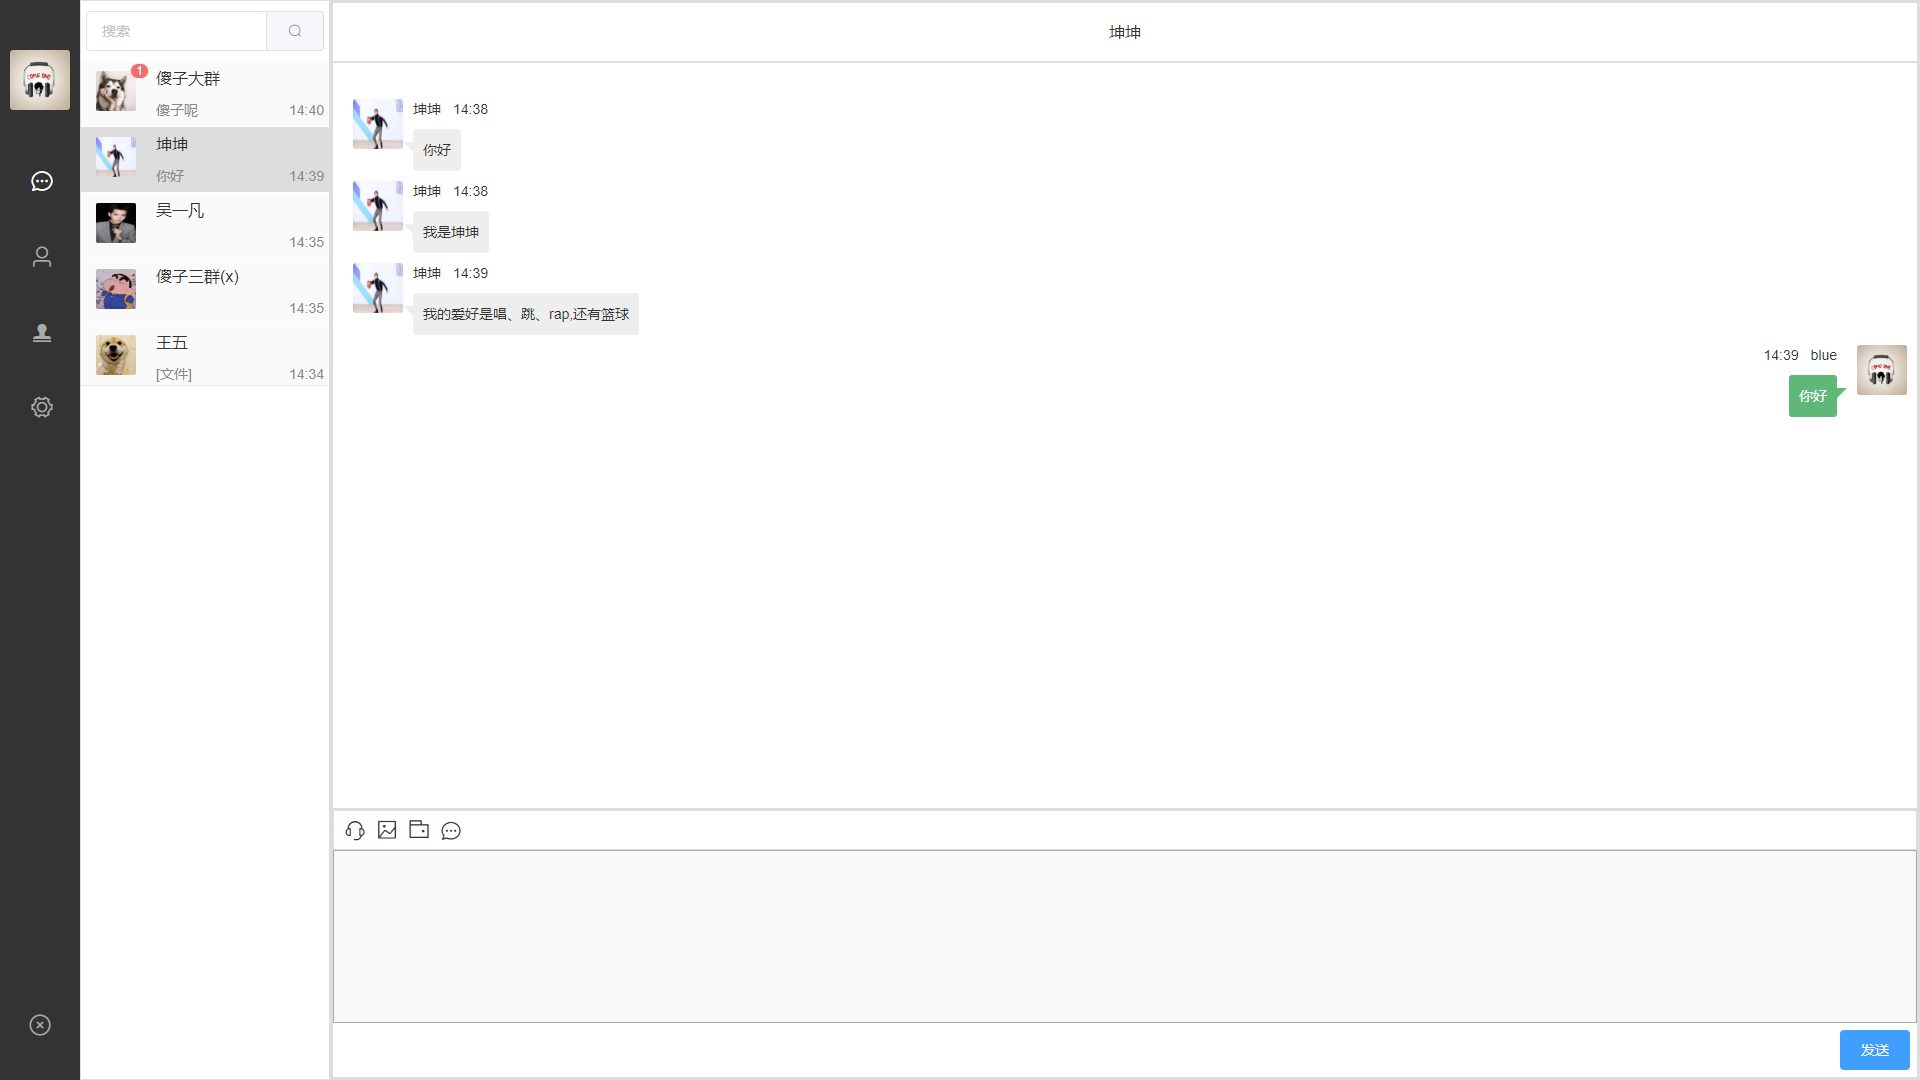 搜索
1
傻子大群
傻子呢 14:40
坤坤
你好 14:39
吴一凡
14:35
傻子三群(x)
14:35
王五
[文件] 14:34
坤坤
坤坤 14:38
你好
坤坤 14:38
我是坤坤
坤坤 14:39
我的爱好是唱、跳、rap,还有篮球
14:39 blue
你好
发送